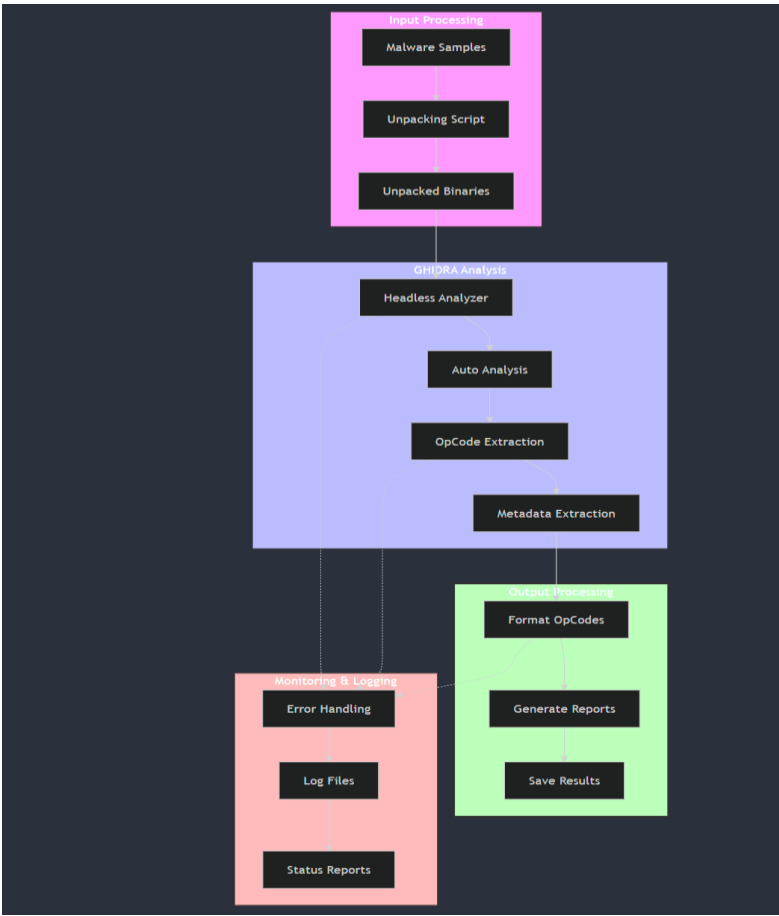 Input Processing
Malware Samples
Unpacking Script
Unpacked Binaries
GHIDRA Analysis
Headless Analyzer
Auto Analysis
OpCode Extraction
Metadata Extraction
Output Processing
Format OpCodes
Monitoring & Logging
Error Handling
Generate Reports
Log Files
Save Results
Status Reports